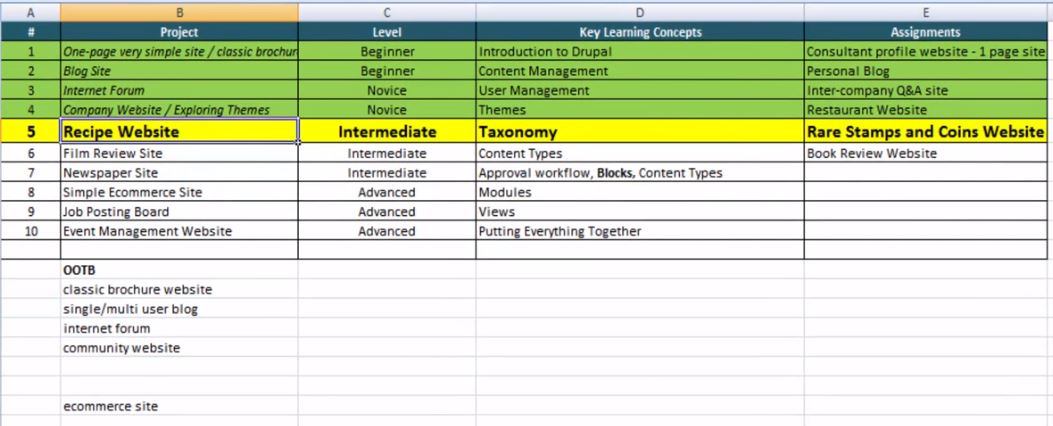 A B C D E
# Project Level Key Learning Concepts Assignments
1 One-page very simple site / classic brochur Beginner Introduction to Drupal Consultant profile website - 1 page site
2 Blog Site Beginner Content Management Personal Blog
3 Internet Forum Novice User Management Inter-company Q&A site
4 Company Website / Exploring Themes Novice Themes Restaurant Website
5 Recipe Website Intermediate Taxonomy Rare Stamps and Coins Website
6 Film Review Site Intermediate Content Types Book Review Website
7 Newspaper Site Intermediate Approval workflow, Blocks, Content Types
8 Simple Ecommerce Site Advanced Modules
9 Job Posting Board Advanced Views
10 Event Management Website Advanced Putting Everything Together
OOTB
classic brochure website
single/multi user blog
internet forum
community website
ecommerce site